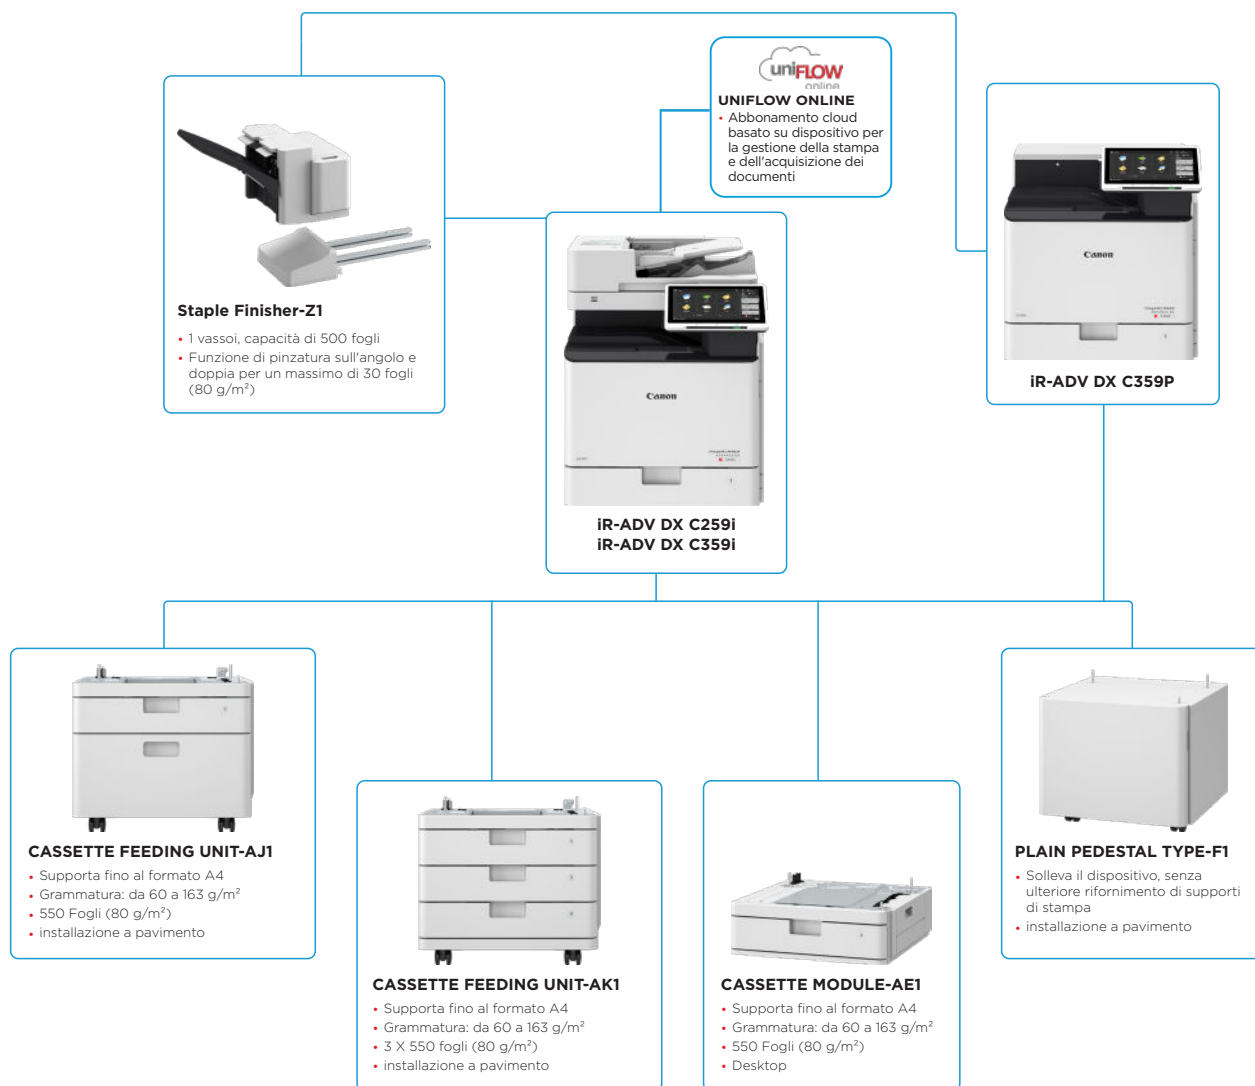 uniFLOW
online
UNIFLOW ONLINE
• Abbonamento cloud
basato su dispositivo per
la gestione della stampa
e dell'acquisizione dei
documenti
Staple Finisher-Z1
• 1 vassoi, capacità di 500 fogli
• Funzione di pinzatura sull'angolo e
doppia per un massimo di 30 fogli
(80 g/m²)
Canon
iR-ADV DX C259i
iR-ADV DX C359i
Canon
iR-ADV DX C359P
CASSETTE FEEDING UNIT-AJ1
• Supporta fino al formato A4
• Grammatura: da 60 a 163 g/m²
• 550 Fogli (80 g/m²)
• installazione a pavimento
CASSETTE FEEDING UNIT-AK1
• Supporta fino al formato A4
• Grammatura: da 60 a 163 g/m²
• 3 X 550 fogli (80 g/m²)
• installazione a pavimento
CASSETTE MODULE-AE1
• Supporta fino al formato A4
• Grammatura: da 60 a 163 g/m²
• 550 Fogli (80 g/m²)
• Desktop
PLAIN PEDESTAL TYPE-F1
• Solleva il dispositivo, senza
ulteriore rifornimento di supporti
di stampa
• installazione a pavimento